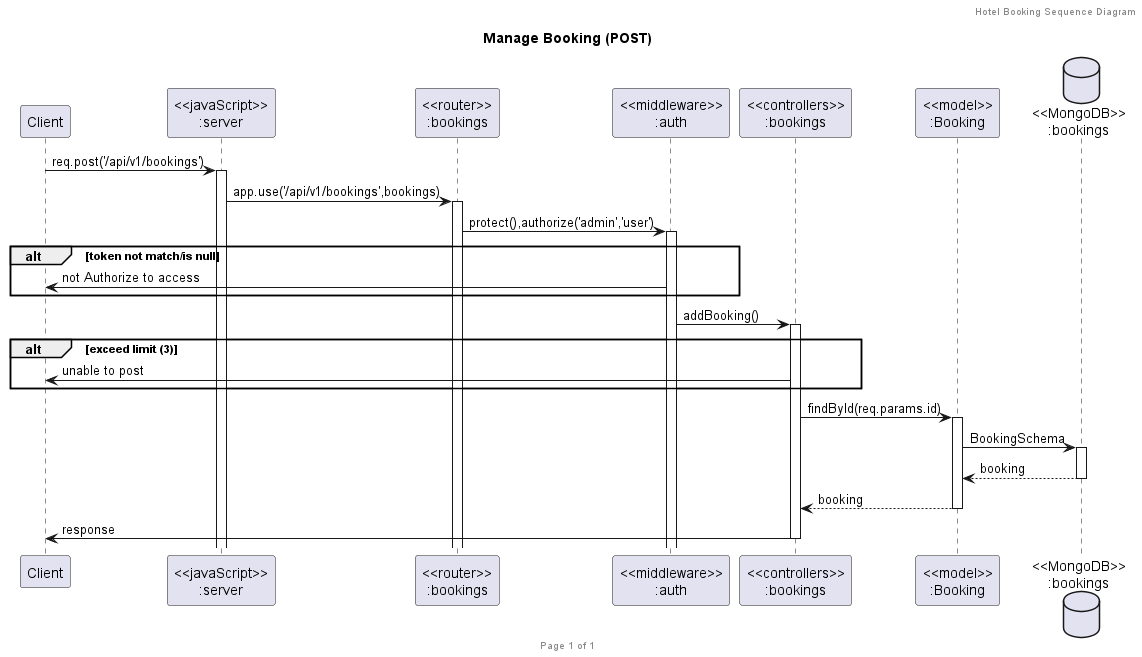 Hotel Booking Sequence Diagram
Manage Booking (POST)
Client
<<javaScript>>
:server
<<router>>
:bookings
<<middleware>>
:auth
<<controllers>>
:bookings
<<model>>
:Booking
<<MongoDB>>
:bookings
req.post('/api/v1/bookings')
app.use('/api/v1/bookings',bookings)
protect(),authorize('admin','user')
alt [token not match/is null]
not Authorize to access
addBooking()
alt [exceed limit (3)]
unable to post
findById(req.params.id)
BookingSchema
booking
booking
response
Client
<<javaScript>>
:server
<<router>>
:bookings
<<middleware>>
:auth
<<controllers>>
:bookings
<<model>>
:Booking
<<MongoDB>>
:bookings
Page 1 of 1